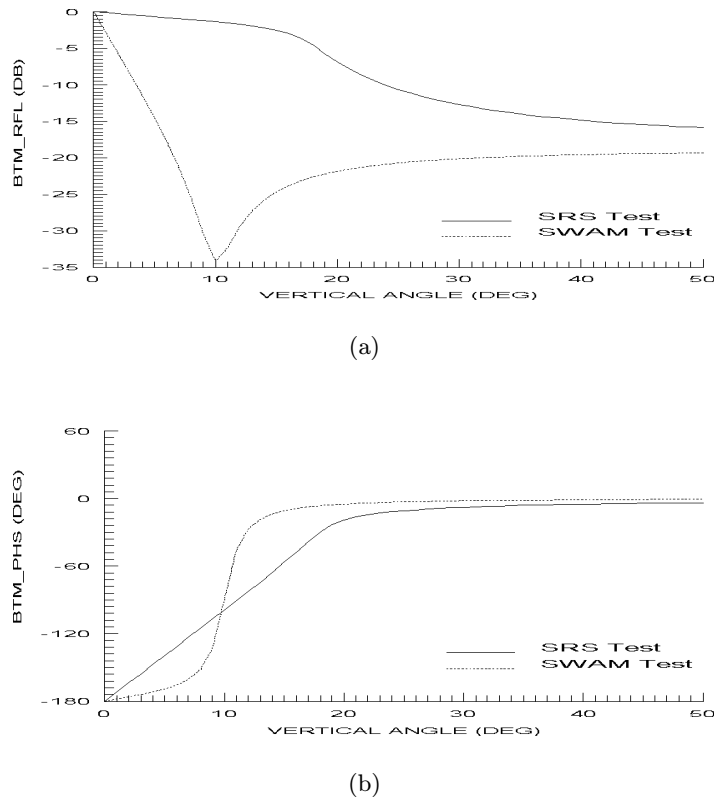 0
-5
-10
-15
-20
-25
-30
-35
BTM_RFL (DB)
SRS Test
SWAM Test
0 10 20 30 40 50
VERTICAL ANGLE (DEG)
(a)
60
0
-60
-120
-180
BTM_PHS (DEG)
SRS Test
SWAM Test
0 10 20 30 40 50
VERTICAL ANGLE (DEG)
(b)